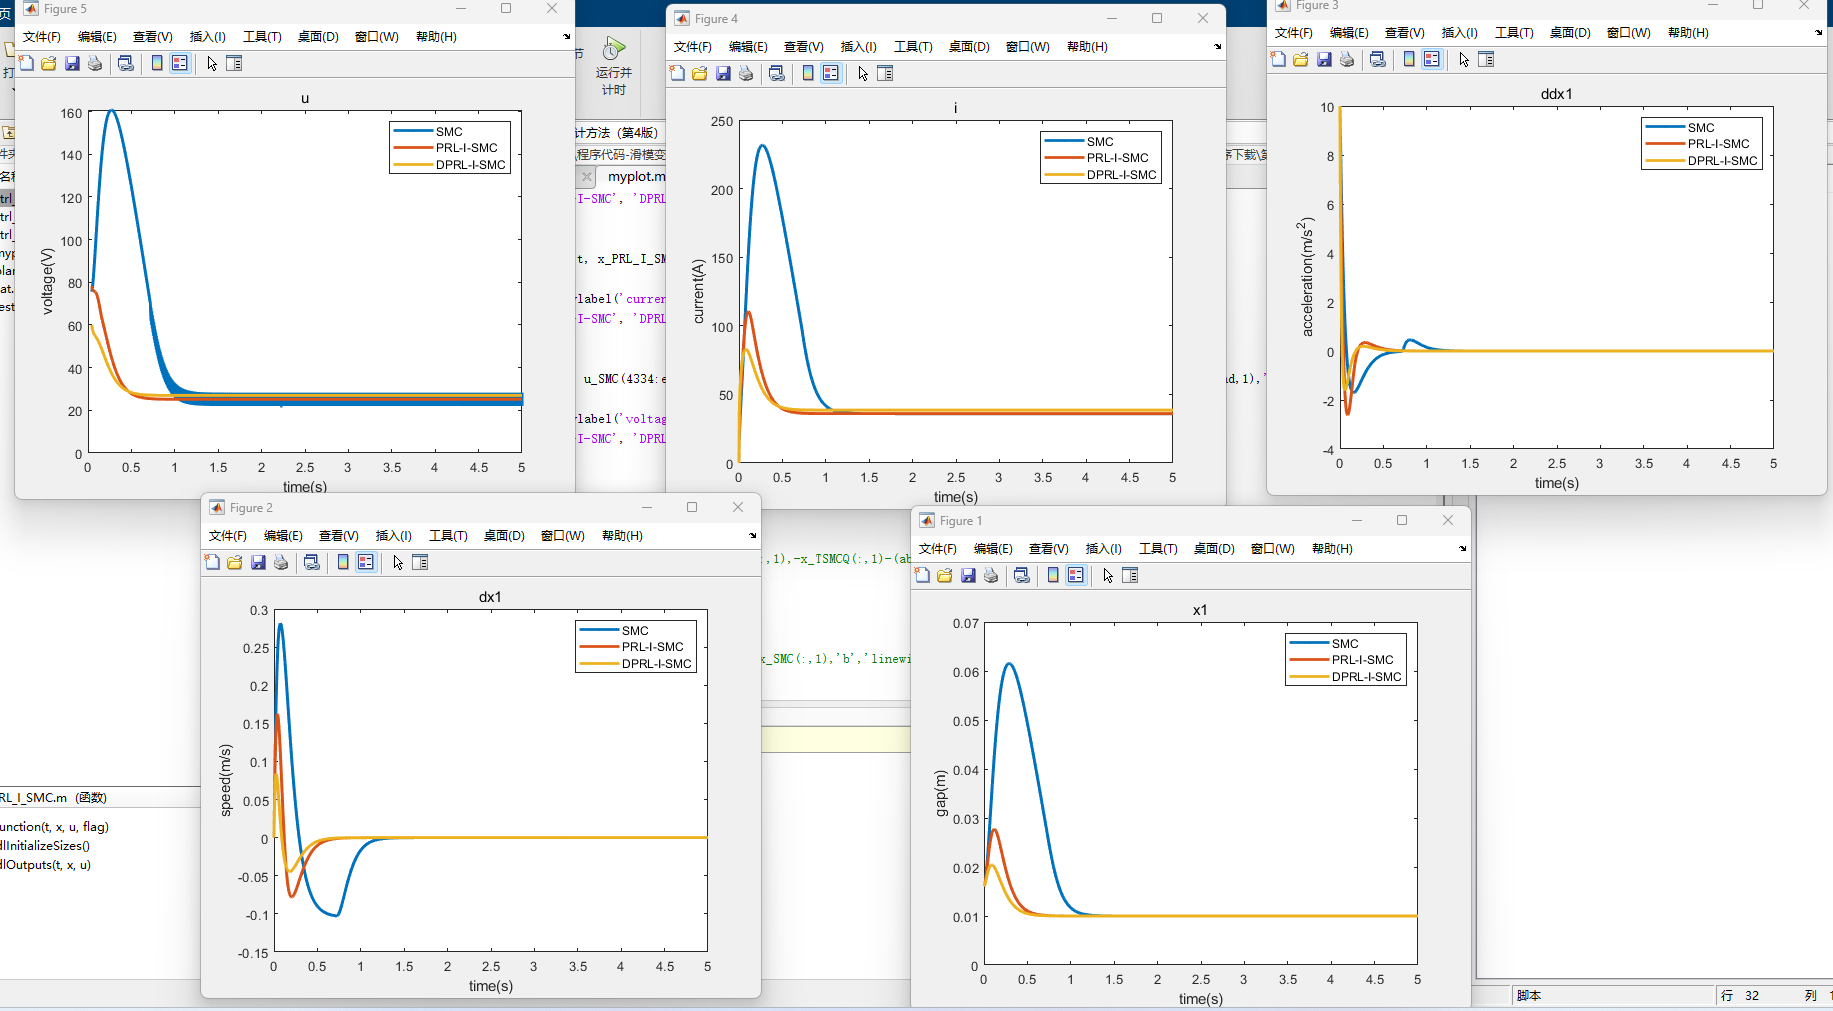 Figure 5
文件(F) 编辑(E) 查看(V) 插入(I) 工具(T) 桌面(D) 窗口(W) 帮助(H)
u
160
140
120
100
80
60
40
20
0
voltage(V)
SMC
PRL-I-SMC
DPRL-I-SMC
0 0.5 1 1.5 2 2.5 3 3.5 4 4.5 5
time(s)
运行并
计时
Figure 4
文件(F) 编辑(E) 查看(V) 插入(I) 工具(T) 桌面(D) 窗口(W) 帮助(H)
i
250
200
150
100
50
0
current(A)
SMC
PRL-I-SMC
DPRL-I-SMC
0 0.5 1 1.5 2 2.5 3 3.5 4 4.5 5
time(s)
Figure 3
文件(F) 编辑(E) 查看(V) 插入(I) 工具(T) 桌面(D) 窗口(W) 帮助(H)
ddx1
10
8
6
4
2
0
-2
-4
acceleration(m/s²)
SMC
PRL-I-SMC
DPRL-I-SMC
0 0.5 1 1.5 2 2.5 3 3.5 4 4.5 5
time(s)
计方法（第4版）
\程序代码-滑模变
序下载\第
myplot.m
-I-SMC', 'DPRL
t, x_PRL_I_SM
ylabel('curren
-I-SMC', 'DPRL
u_SMC(4334:e
nd,1),'
ylabel('voltag
-I-SMC', 'DPRL
Figure 2
文件(F) 编辑(E) 查看(V) 插入(I) 工具(T) 桌面(D) 窗口(W) 帮助(H)
dx1
0.3
0.25
0.2
0.15
0.1
0.05
0
-0.05
-0.1
-0.15
speed(m/s)
SMC
PRL-I-SMC
DPRL-I-SMC
0 0.5 1 1.5 2 2.5 3 3.5 4 4.5 5
time(s)
:,1),-x_TSMCQ(:,1)-(ab
x_SMC(:,1),'b','linewi
Figure 1
文件(F) 编辑(E) 查看(V) 插入(I) 工具(T) 桌面(D) 窗口(W) 帮助(H)
x1
0.07
0.06
0.05
0.04
0.03
0.02
0.01
0
gap(m)
SMC
PRL-I-SMC
DPRL-I-SMC
0 0.5 1 1.5 2 2.5 3 3.5 4 4.5 5
time(s)
RL_I_SMC.m (函数)
unction(t, x, u, flag)
dlInitializeSizes()
dlOutputs(t, x, u)
脚本
行 32 列 1